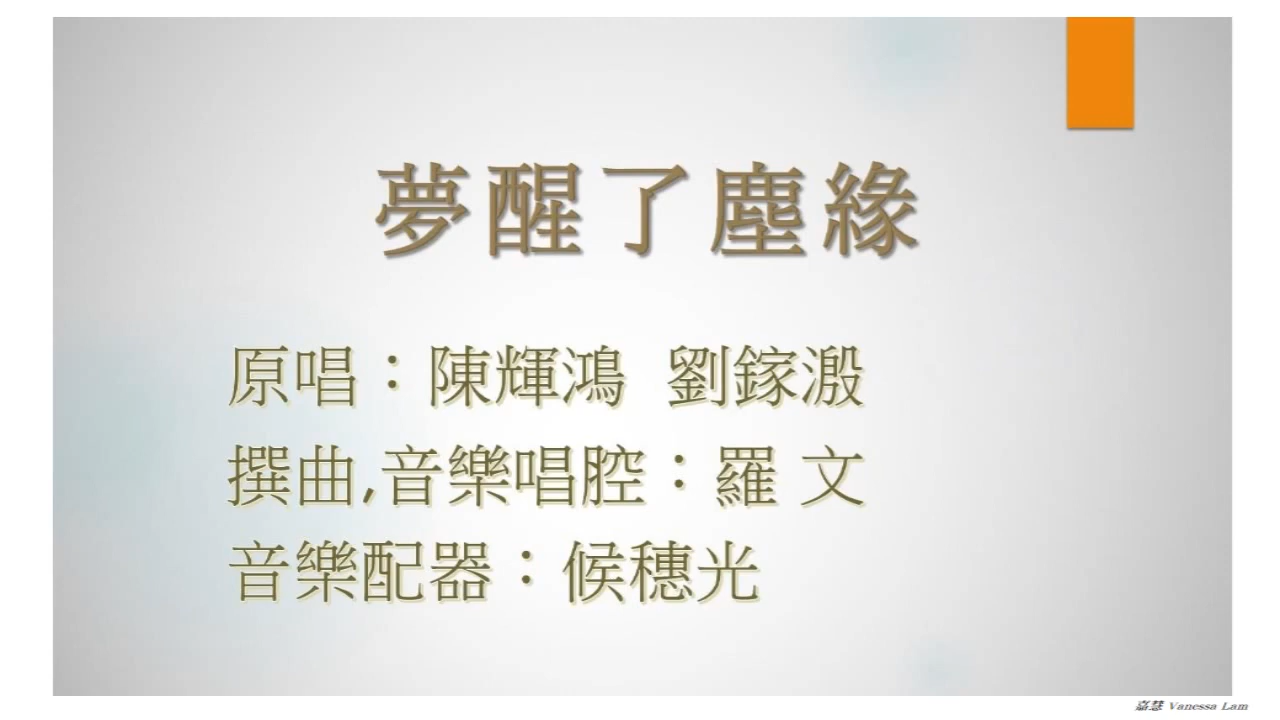 夢醒了塵緣
原唱：陳輝鴻 劉鎵溵
撰曲,音樂唱腔：羅 文
音樂配器：候穗光
嘉慧 Vanessa Lam